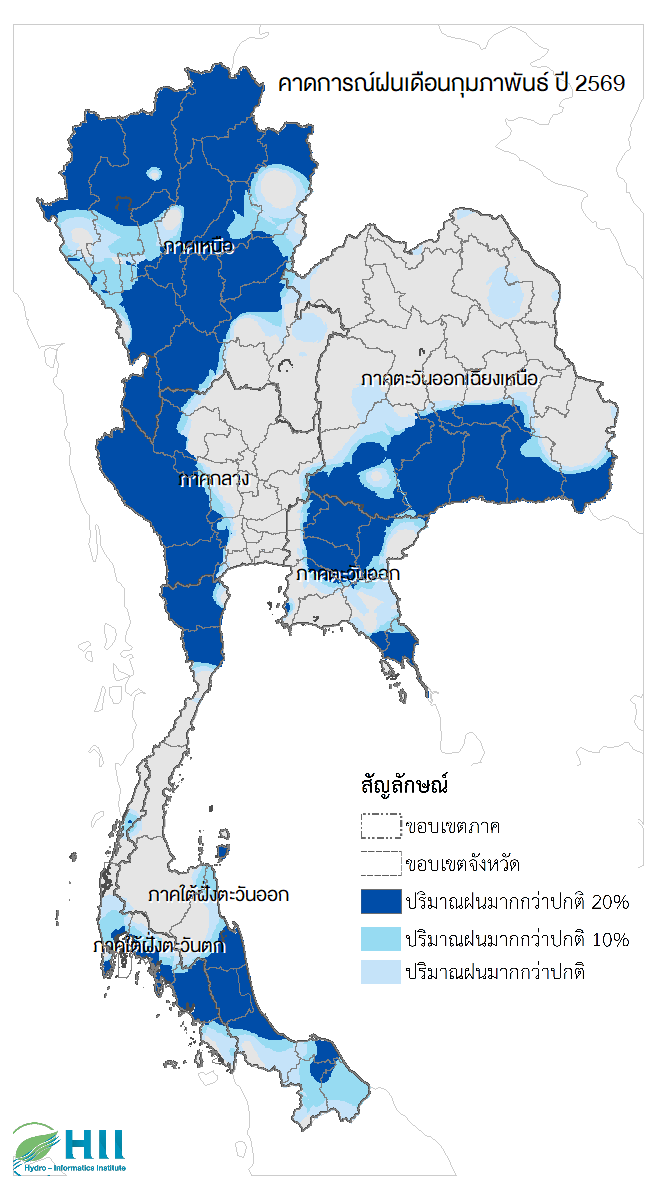 คาดการณ์ฝนเดือนกุมภาพันธ์ ปี 2569
ภาคเหนือ
ภาคตะวันออกเฉียงเหนือ
ภาคกลาง
ภาคตะวันออก
สัญลักษณ์
ขอบเขตภาค
ขอบเขตจังหวัด
ปริมาณฝนมากกว่าปกติ 20%
ปริมาณฝนมากกว่าปกติ 10%
ปริมาณฝนมากกว่าปกติ
ภาคใต้ฝั่งตะวันออก
ภาคใต้ฝั่งตะวันตก
HII
Hydro – Informatics Institute